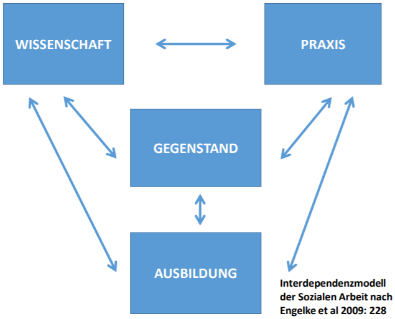 WISSENSCHAFT
PRAXIS
GEGENSTAND
AUSBILDUNG
Interdependenzmodell
der Sozialen Arbeit nach
Engelke et al 2009: 228